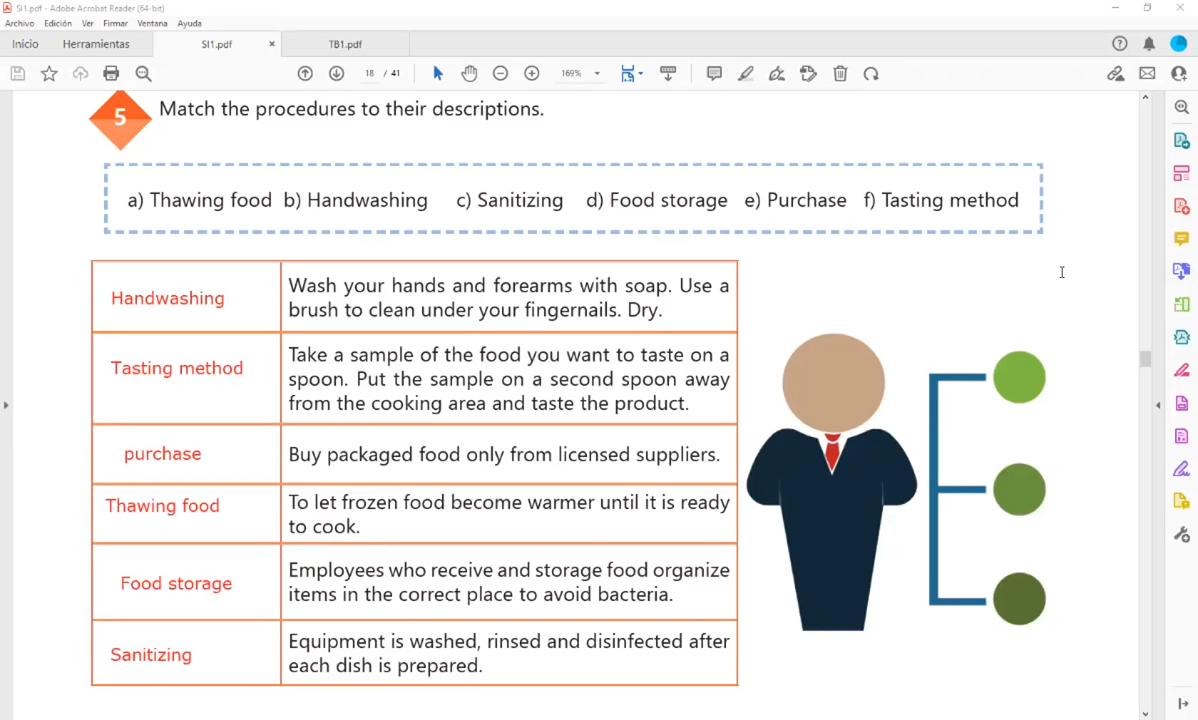 SI1.pdf - Adobe Acrobat Reader (64-bit)
Archivo Edición Ver Firmar Ventana Ayuda
Inicio Herramientas SI1.pdf × TB1.pdf
18 / 41 169%
5 Match the procedures to their descriptions.
a) Thawing food b) Handwashing c) Sanitizing d) Food storage e) Purchase f) Tasting method
Handwashing
Wash your hands and forearms with soap. Use a
brush to clean under your fingernails. Dry.
Tasting method
Take a sample of the food you want to taste on a
spoon. Put the sample on a second spoon away
from the cooking area and taste the product.
purchase
Buy packaged food only from licensed suppliers.
Thawing food
To let frozen food become warmer until it is ready
to cook.
Food storage
Employees who receive and storage food organize
items in the correct place to avoid bacteria.
Sanitizing
Equipment is washed, rinsed and disinfected after
each dish is prepared.